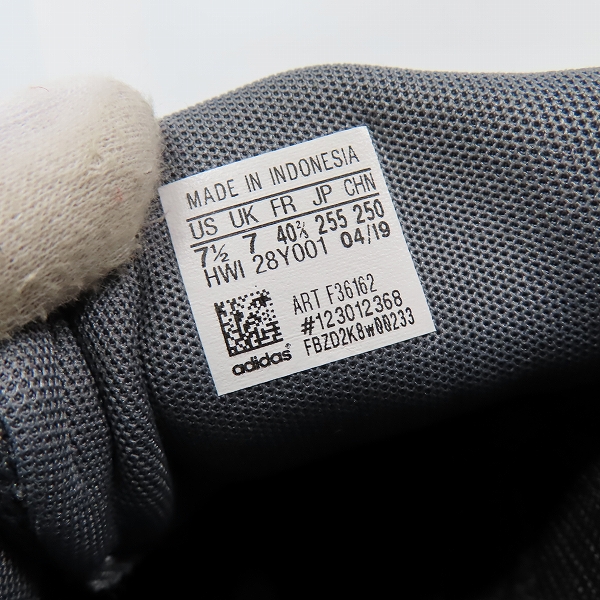 MADE IN INDONESIA
US UK FR JP CHN
7½ 7 40⅔ 255 250
HWI 28Y001 04/19
ART F36162
#123012368
adidas FBZD2K8w00233